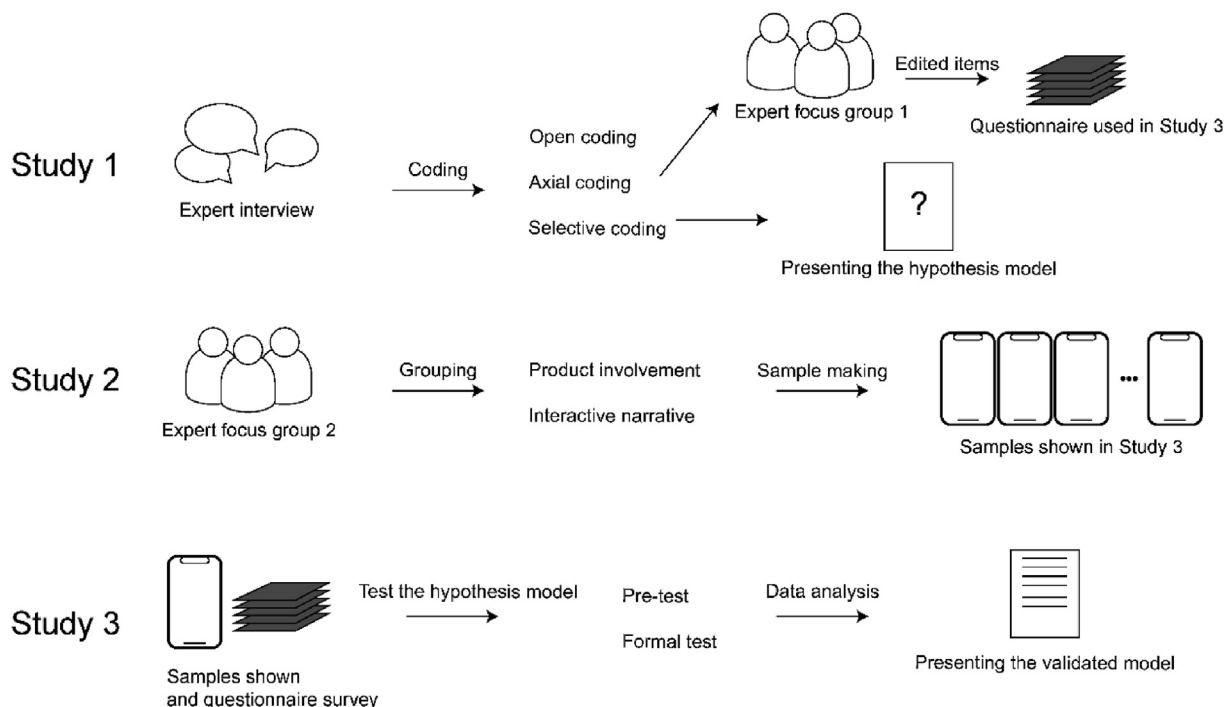 Study 1
Expert interview
Coding
Open coding
Axial coding
Selective coding
Expert focus group 1
Edited items
Questionnaire used in Study 3
?
Presenting the hypothesis model
Study 2
Expert focus group 2
Grouping
Product involvement
Interactive narrative
Sample making
...
Samples shown in Study 3
Study 3
Samples shown
and questionnaire survey
Test the hypothesis model
Pre-test
Formal test
Data analysis
Presenting the validated model